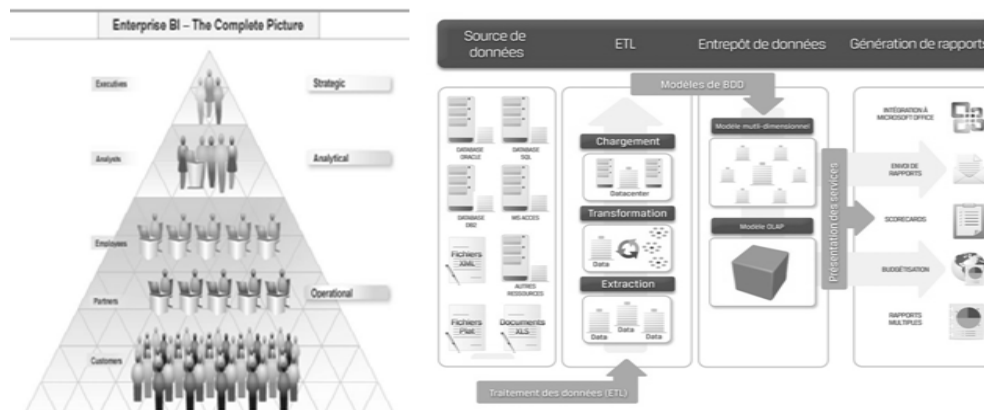 Enterprise BI – The Complete Picture
Executives
Strategic
Analysts
Analytical
Employees
Partners
Operational
Customers
Source de
données
ETL
Entrepôt de données
Génération de rapports
Modèles de BDD
DATABASE
ORACLE
DATABASE
SQL
DATABASE
DB2
MS-ACCES
Fichiers
XML
AUTRES
RESSOURCES
Fichiers
Plat
Documents
XLS
Chargement
Datacenter
Transformation
Data
Extraction
Data
Data
Data
Traitement des données (ETL)
Modèle mutli-dimensionnel
Modèle OLAP
Présentation des services
INTÉGRATION À
MICROSOFT OFFICE
ENVOI DE
RAPPORTS
SCORECARDS
BUDGÉTISATION
RAPPORTS
MULTIPLES